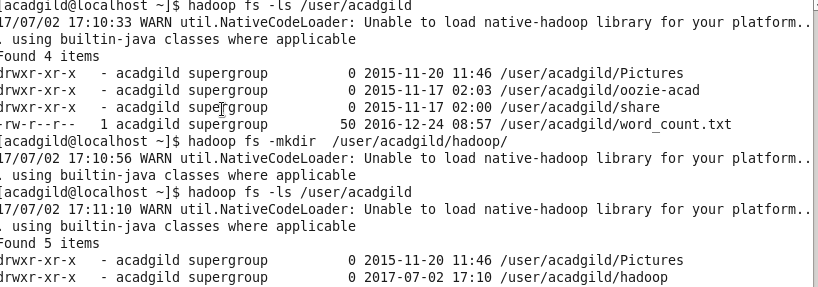 [acadgild@localhost ~]$ hadoop fs -ls /user/acadgild
17/07/02 17:10:33 WARN util.NativeCodeLoader: Unable to load native-hadoop library for your platform..
. using builtin-java classes where applicable
Found 4 items
drwxr-xr-x   - acadgild supergroup          0 2015-11-20 11:46 /user/acadgild/Pictures
drwxr-xr-x   - acadgild supergroup          0 2015-11-17 02:03 /user/acadgild/oozie-acad
drwxr-xr-x   - acadgild supergroup          0 2015-11-17 02:00 /user/acadgild/share
-rw-r--r--   1 acadgild supergroup         50 2016-12-24 08:57 /user/acadgild/word_count.txt
[acadgild@localhost ~]$ hadoop fs -mkdir  /user/acadgild/hadoop/
17/07/02 17:10:56 WARN util.NativeCodeLoader: Unable to load native-hadoop library for your platform..
. using builtin-java classes where applicable
[acadgild@localhost ~]$ hadoop fs -ls /user/acadgild
17/07/02 17:11:10 WARN util.NativeCodeLoader: Unable to load native-hadoop library for your platform..
. using builtin-java classes where applicable
Found 5 items
drwxr-xr-x   - acadgild supergroup          0 2015-11-20 11:46 /user/acadgild/Pictures
drwxr-xr-x   - acadgild supergroup          0 2017-07-02 17:10 /user/acadgild/hadoop